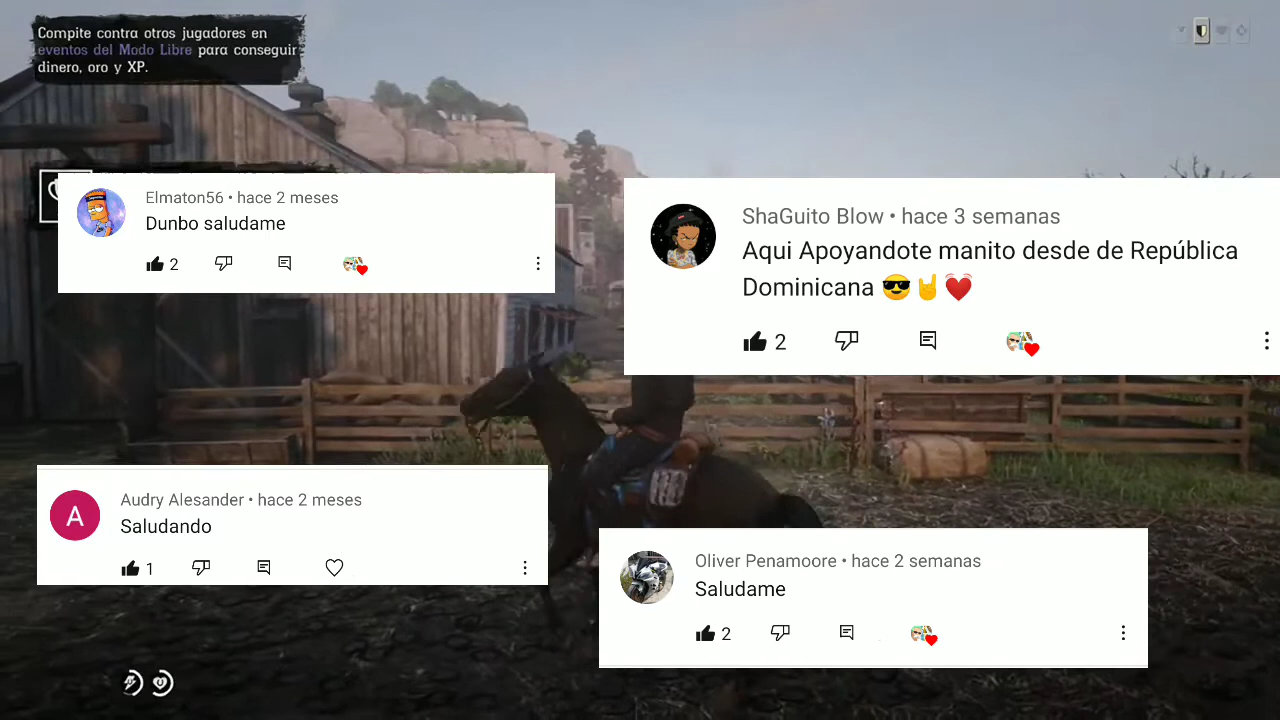 Compite contra otros jugadores en
eventos del Modo Libre para conseguir
dinero, oro y XP.
Elmaton56 • hace 2 meses
Dunbo saludame
2
ShaGuito Blow • hace 3 semanas
Aqui Apoyandote manito desde de República
Dominicana 😎🤘💓
2
A
Audry Alesander • hace 2 meses
Saludando
1
Oliver Penamoore • hace 2 semanas
Saludame
2